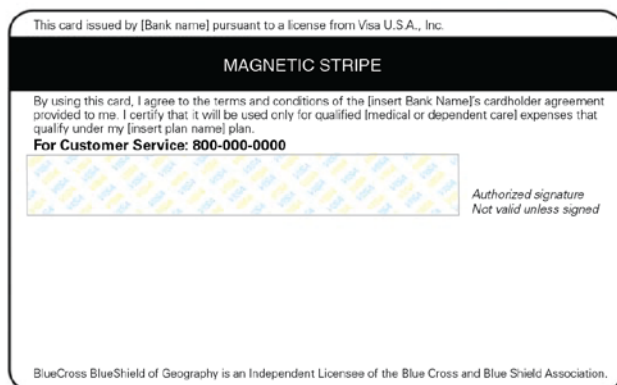 This card issued by [Bank name] pursuant to a license from Visa U.S.A., Inc.
MAGNETIC STRIPE
By using this card, I agree to the terms and conditions of the [insert Bank Name]'s cardholder agreement
provided to me. I certify that it will be used only for qualified [medical or dependent care] expenses that
qualify under my [insert plan name] plan.
For Customer Service: 800-000-0000
Authorized signature
Not valid unless signed
BlueCross BlueShield of Geography is an Independent Licensee of the Blue Cross and Blue Shield Association.